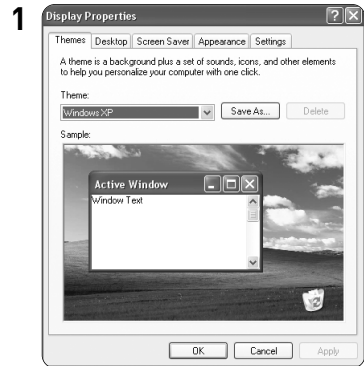 1
Display Properties
Themes Desktop Screen Saver Appearance Settings
A theme is a background plus a set of sounds, icons, and other elements
to help you personalize your computer with one click.
Theme:
Windows XP Save As... Delete
Sample:
Active Window
Window Text
OK Cancel Apply